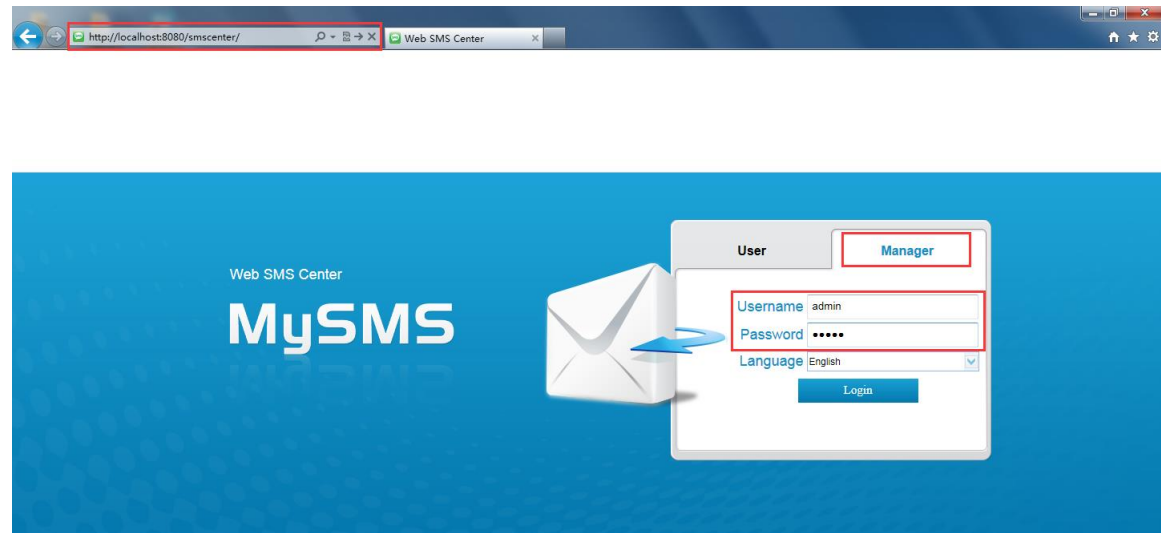 http://localhost:8080/smscenter/
Web SMS Center
User
Manager
Web SMS Center
MySMS
Username admin
Password •••••
Language English
Login